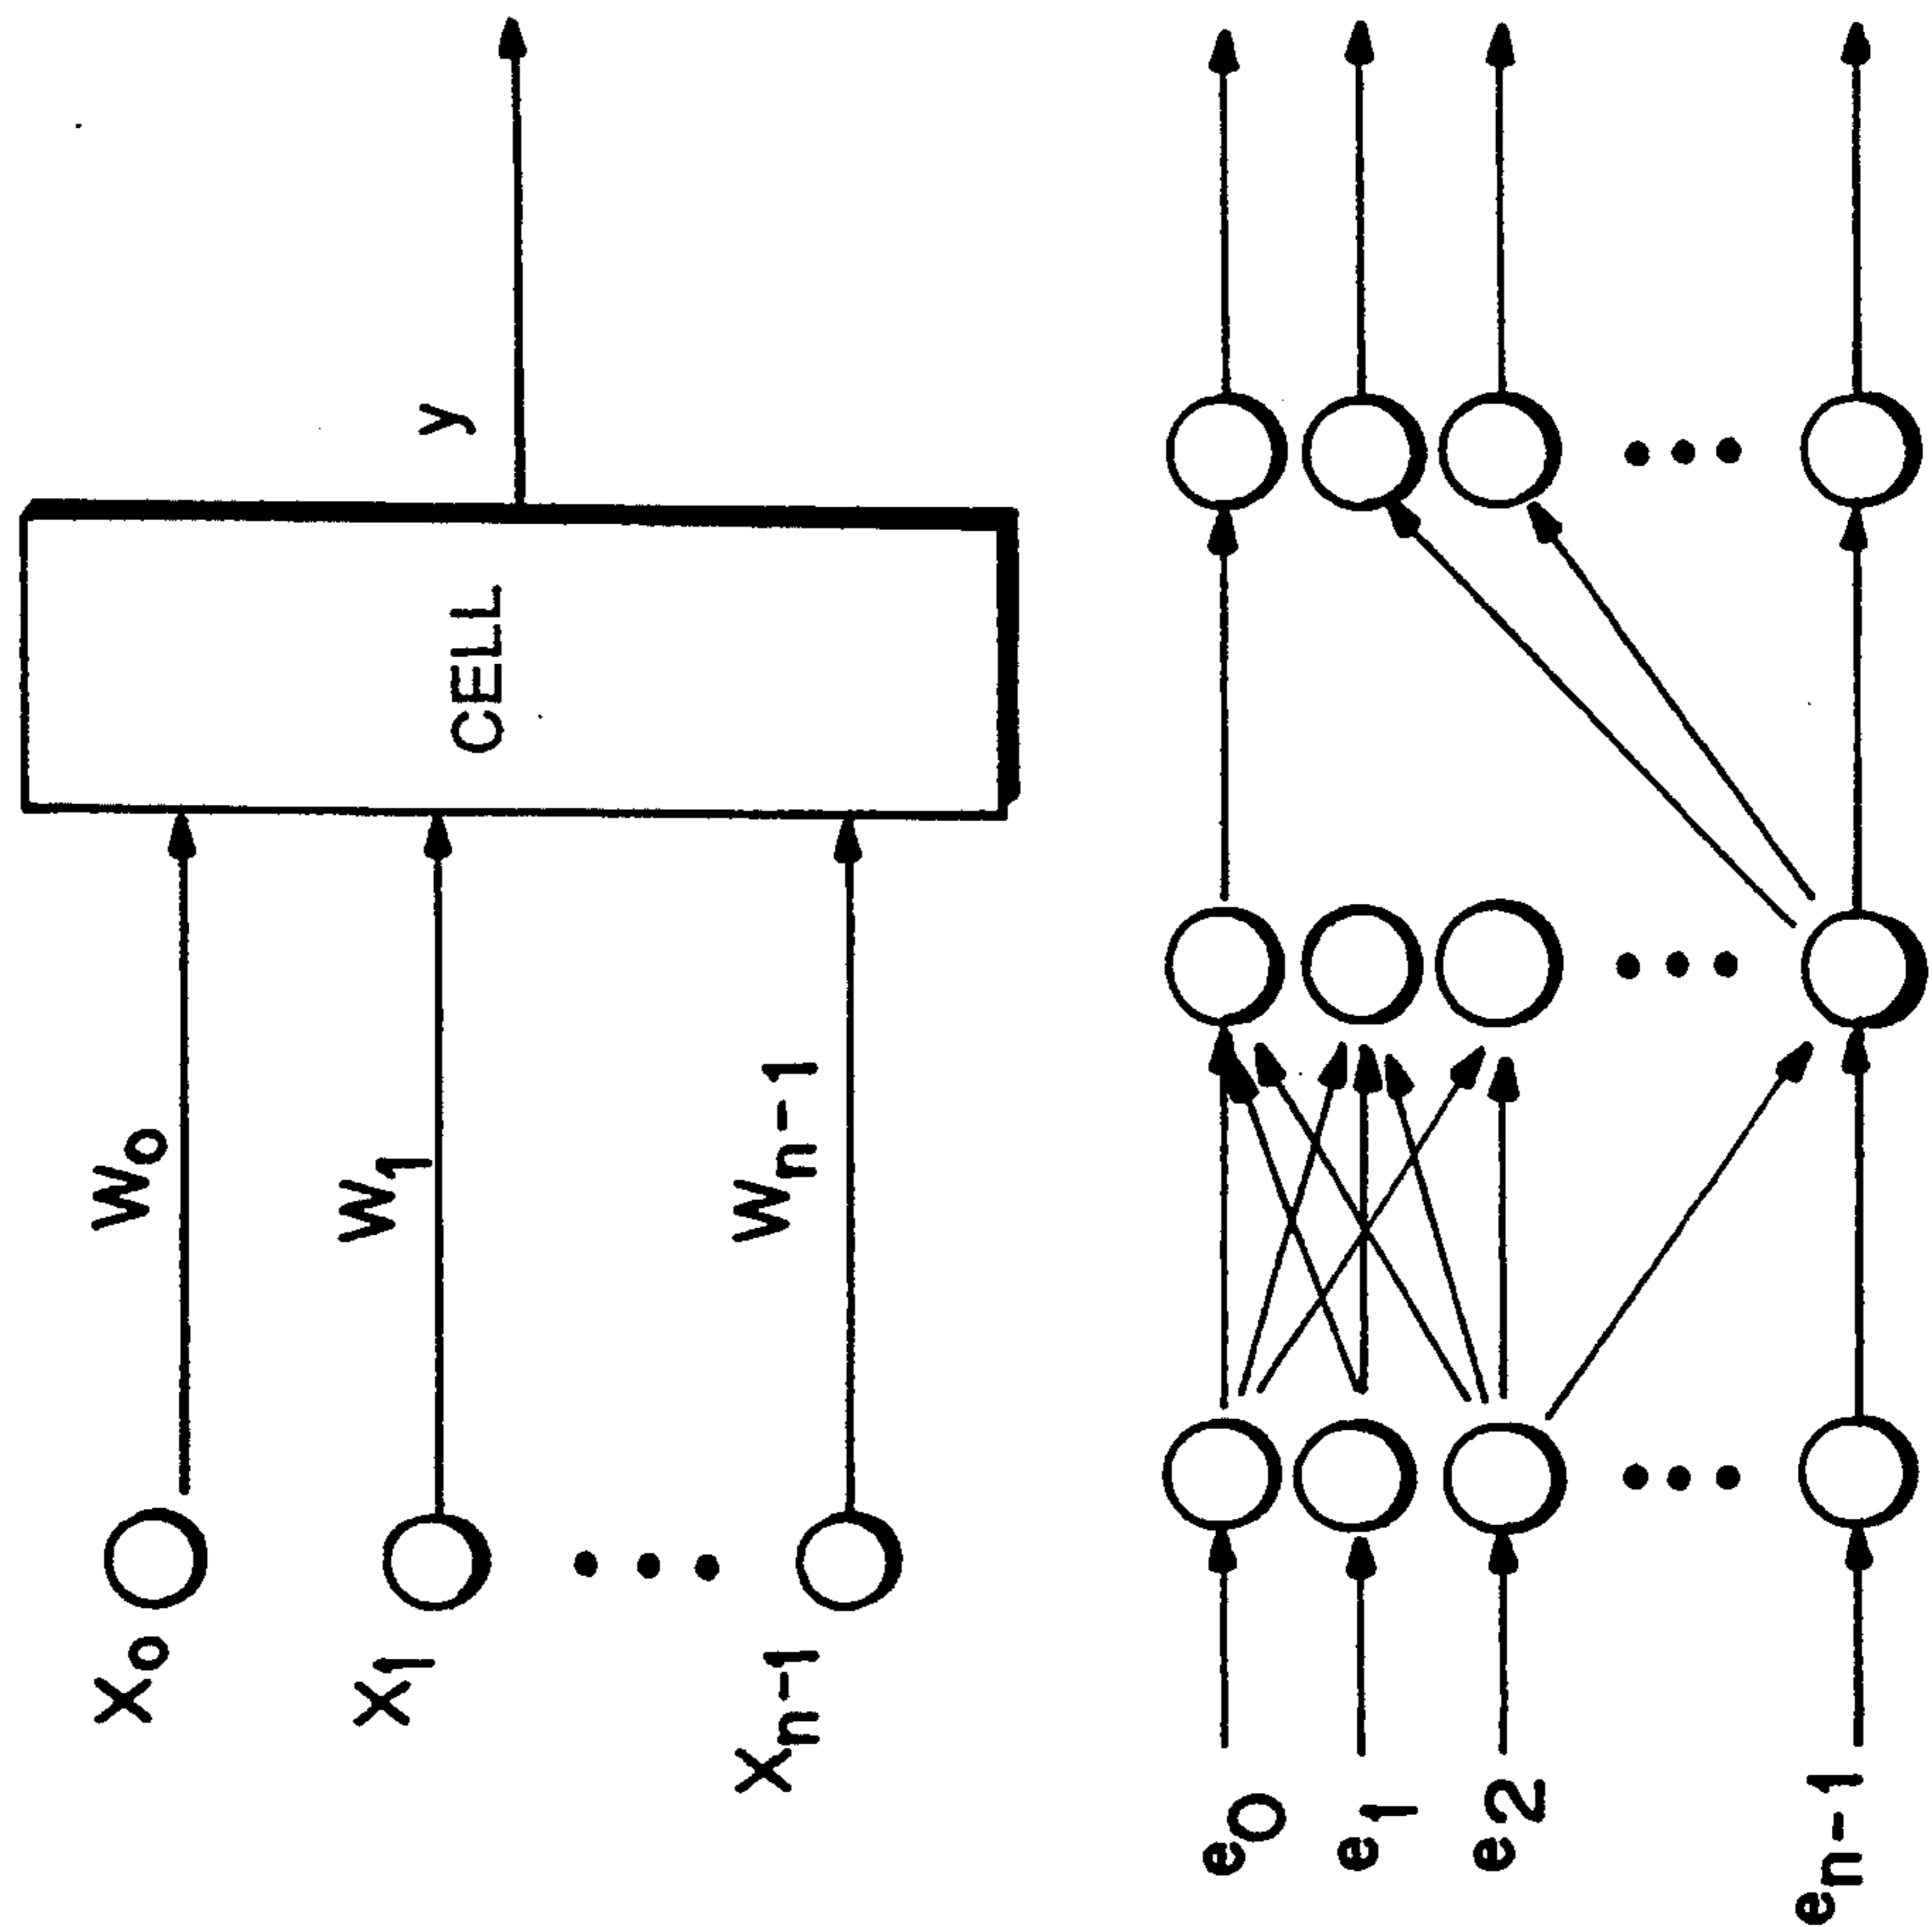 X₀
W₀
X₁
W₁
Xₙ₋₁
Wₙ₋₁
CELL
y
e₀
e₁
e₂
eₙ₋₁